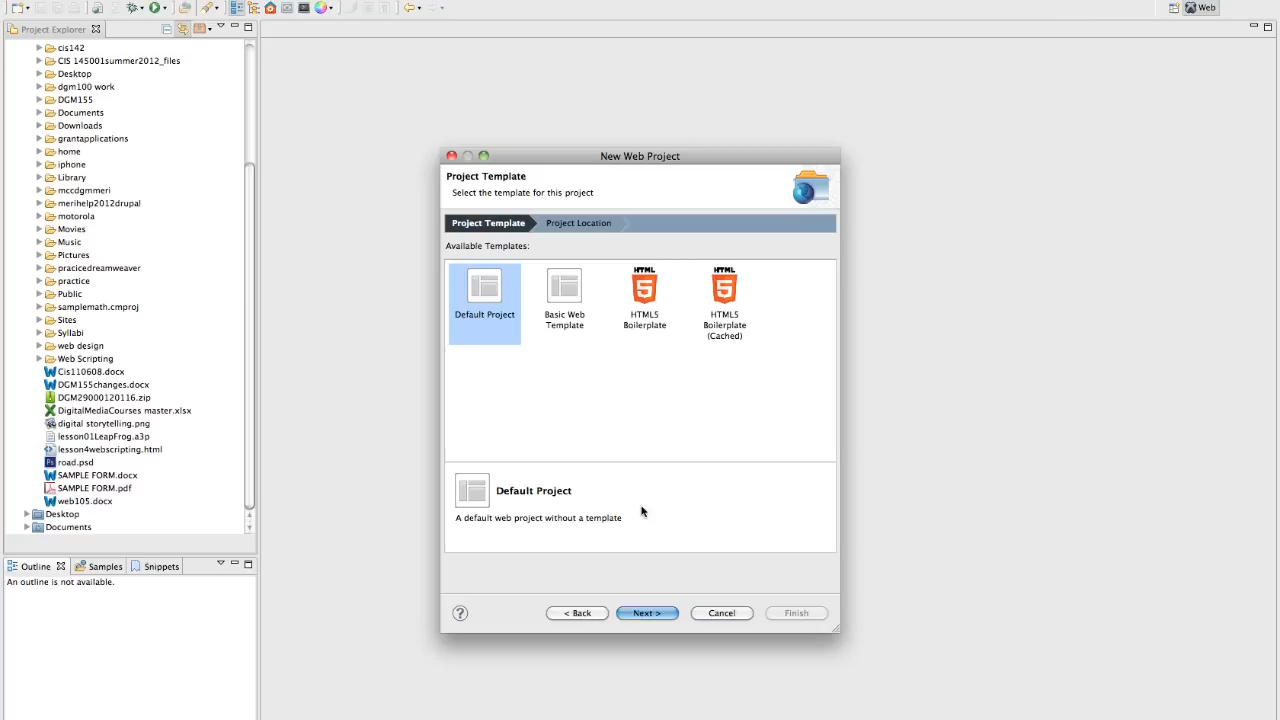 Web
Project Explorer
cis142
CIS 145001summer2012_files
Desktop
dgm100 work
DGM155
Documents
Downloads
grantapplications
home
iphone
Library
mccdgmmeri
merihelp2012drupal
motorola
Movies
Music
Pictures
pracicedreamweaver
practice
Public
samplemath.cmproj
Sites
Syllabi
web design
Web Scripting
Cis110608.docx
DGM155changes.docx
DGM29000120116.zip
DigitalMediaCourses master.xlsx
digital storytelling.png
lesson01LeapFrog.a3p
lesson4webscripting.html
road.psd
SAMPLE FORM.docx
SAMPLE FORM.pdf
web105.docx
Desktop
Documents
Outline
Samples
Snippets
An outline is not available.
New Web Project
Project Template
Select the template for this project
Project Template
Project Location
Available Templates:
Default Project
Basic Web
Template
HTML
5
HTML5
Boilerplate
HTML
5
HTML5
Boilerplate
(Cached)
Default Project
A default web project without a template
?
< Back
Next >
Cancel
Finish